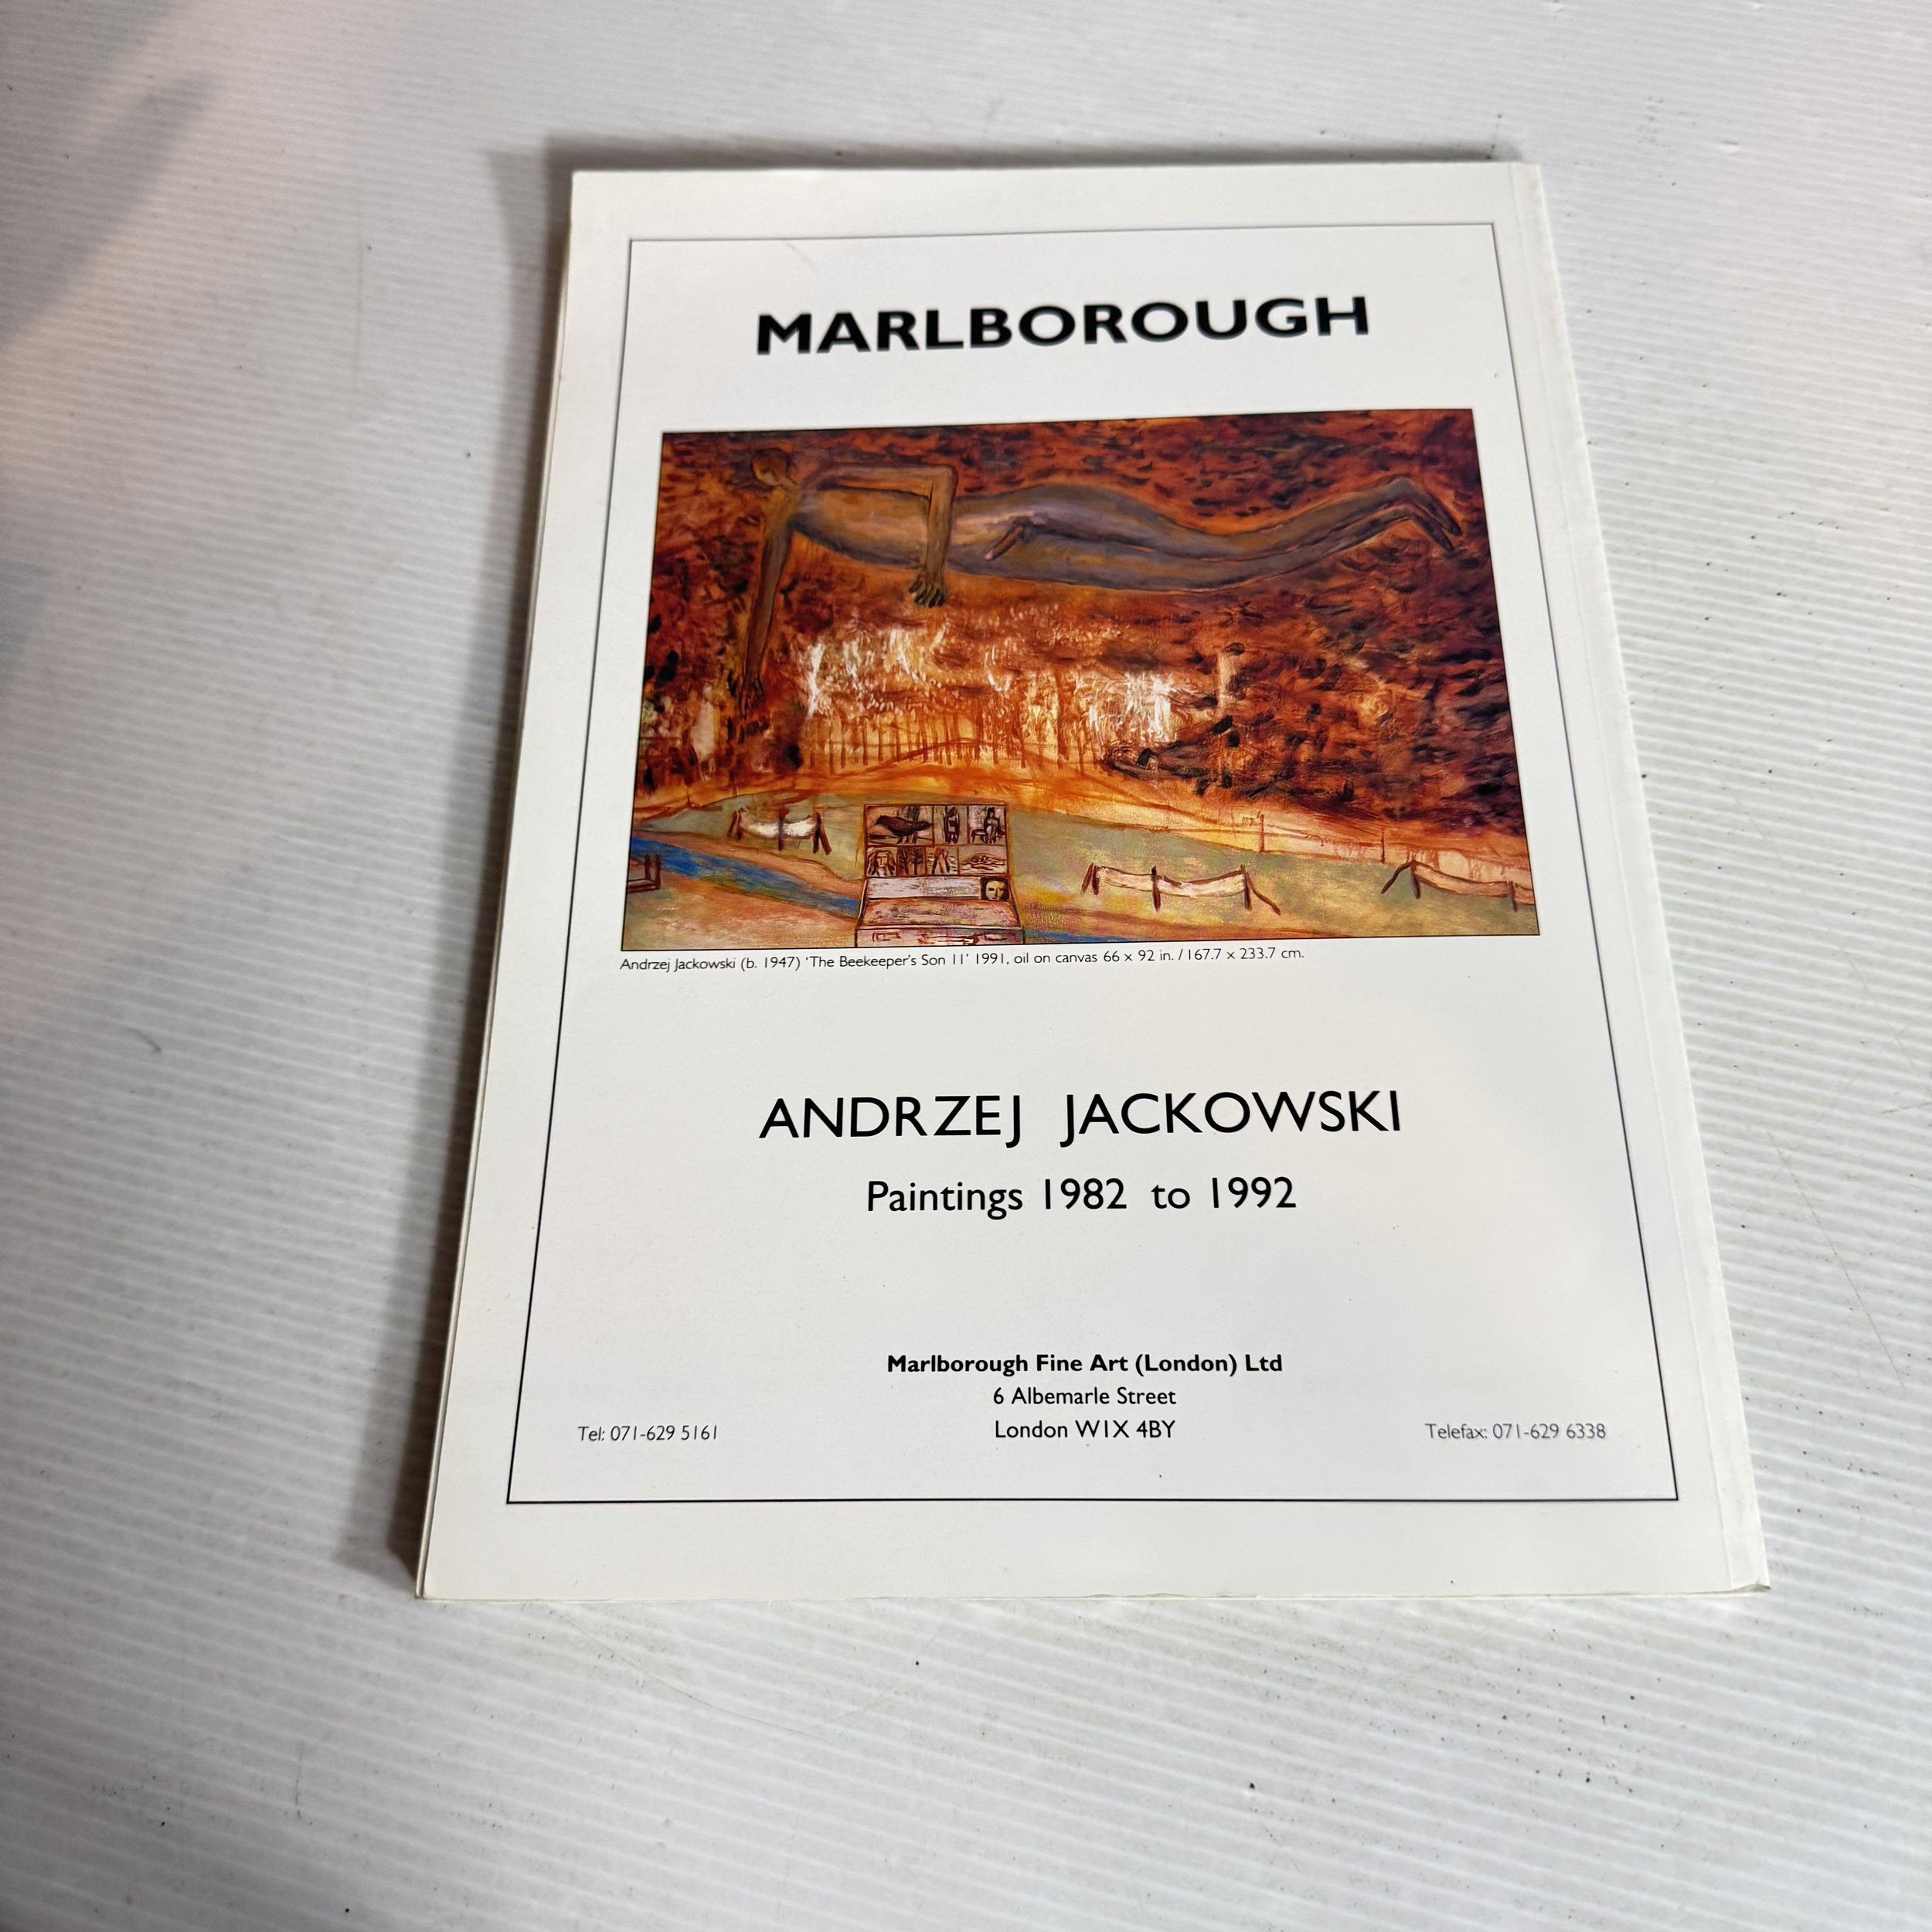 MARLBOROUGH
Andrzej Jackowski (b. 1947) 'The Beekeeper's Son 11' 1991, oil on canvas 66 x 92 in. / 167.7 x 233.7 cm.
ANDRZEJ JACKOWSKI
Paintings 1982 to 1992
Marlborough Fine Art (London) Ltd
6 Albemarle Street
London W1X 4BY
Tel: 071-629 5161
Telefax: 071-629 6338